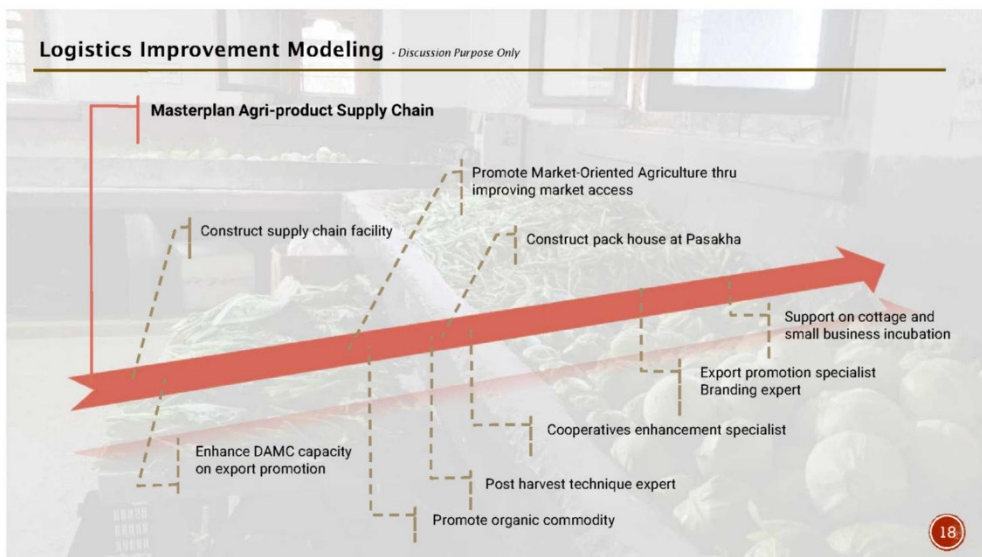 Logistics Improvement Modeling - Discussion Purpose Only
Masterplan Agri-product Supply Chain
Promote Market-Oriented Agriculture thru
improving market access
Construct supply chain facility
Construct pack house at Pasakha
Support on cottage and
small business incubation
Export promotion specialist
Branding expert
Cooperatives enhancement specialist
Enhance DAMC capacity
on export promotion
Post harvest technique expert
Promote organic commodity
18